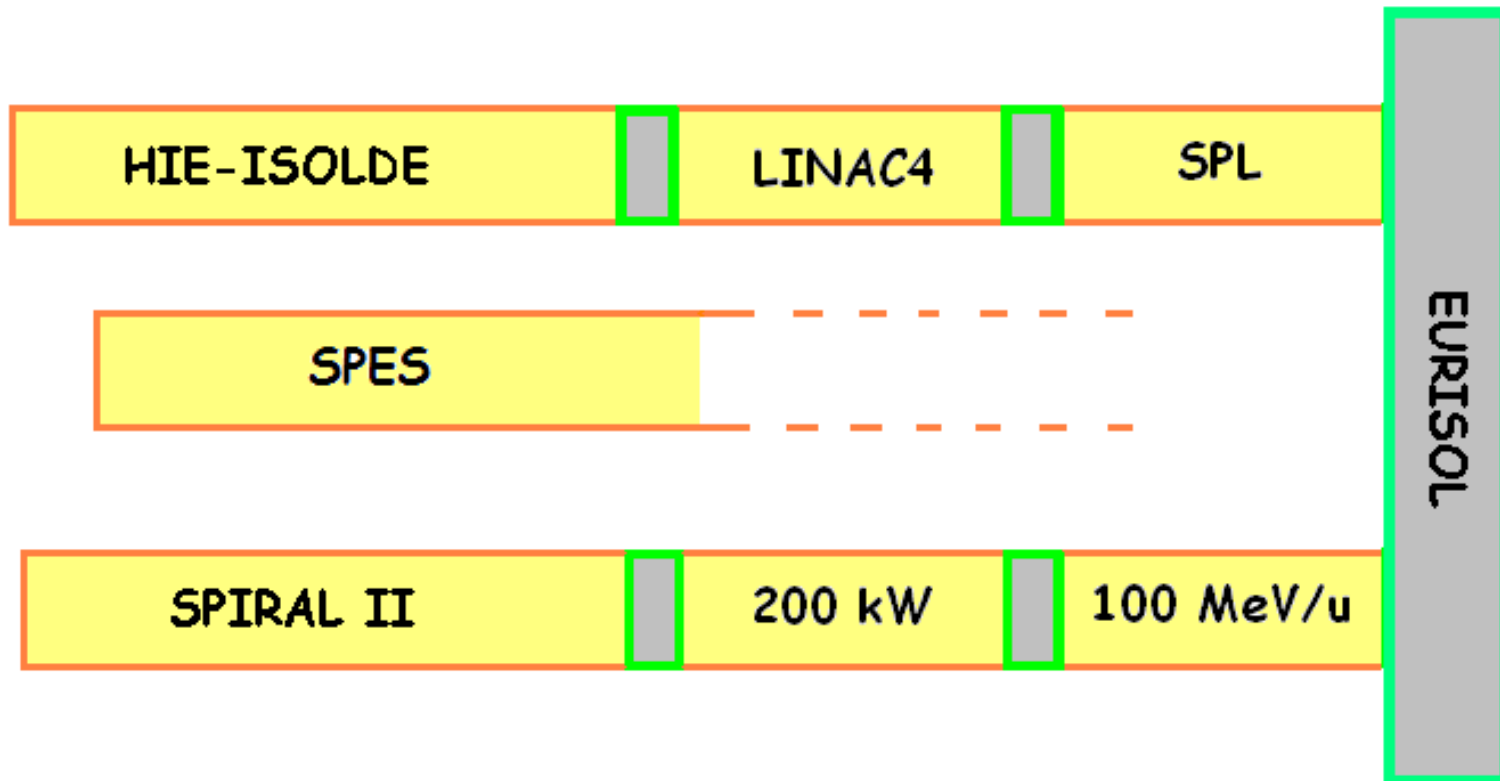 HIE-ISOLDE
LINAC4
SPL
SPES
SPIRAL II
200 kW
100 MeV/u
EURISOL